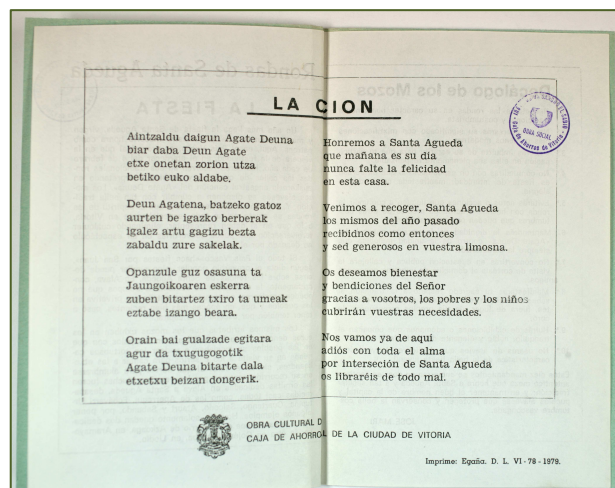 LA CION
Aintzaldu daigun Agate Deuna
biar daba Deun Agate
etxe onetan zorion utza
betiko euko aldabe.
Deun Agatena, batzeko gatoz
aurten be igazko berberak
igalez artu gagizu bezta
zabaldu zure sakelak.
Opanzule guz osasuna ta
Jaungoikoaren eskerra
zuben bitartez txiro ta umeak
eztabe izango beara.
Orain bai gualzade egitara
agur da txugugogotik
Agate Deuna bitarte dala
etxetxu beizan dongerik.
Honremos a Santa Agueda
que mañana es su dia
nunca falte la felicidad
en esta casa.
Venimos a recoger, Santa Agueda
los mismos del año pasado
recibidnos como entonces
y sed generosos en vuestra limosna.
Os deseamos bienestar
y bendiciones del Señor
gracias a vosotros, los pobres y los niños
cubrirán vuestras necesidades.
Nos vamos ya de aqui
adiós con toda el alma
por interseción de Santa Agueda
os libraréis de todo mal.
OBRA SOCIAL
de Ahorros de Vitoria
OBRA CULTURAL D
CAJA DE AHORRO DE LA CIUDAD DE VITORIA
Imprime: Egaña. D. L. VI - 78 - 1979.